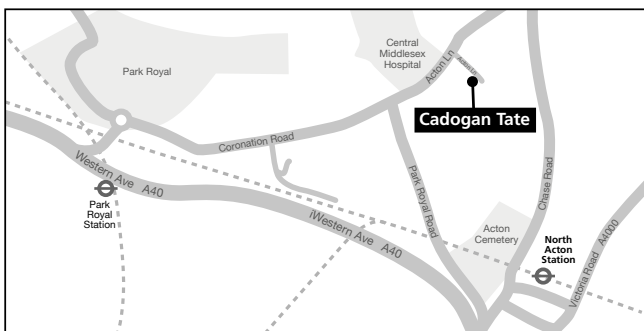 Central
Middlesex
Hospital
Park Royal
Acton Ln
Cadogan Tate
Coronation Road
Western Ave A40
Park Royal Road
Chase Road
Park
Royal
Station
iWestern Ave A40
Acton
Cemetery
North
Acton
Station
Victoria Road A4000